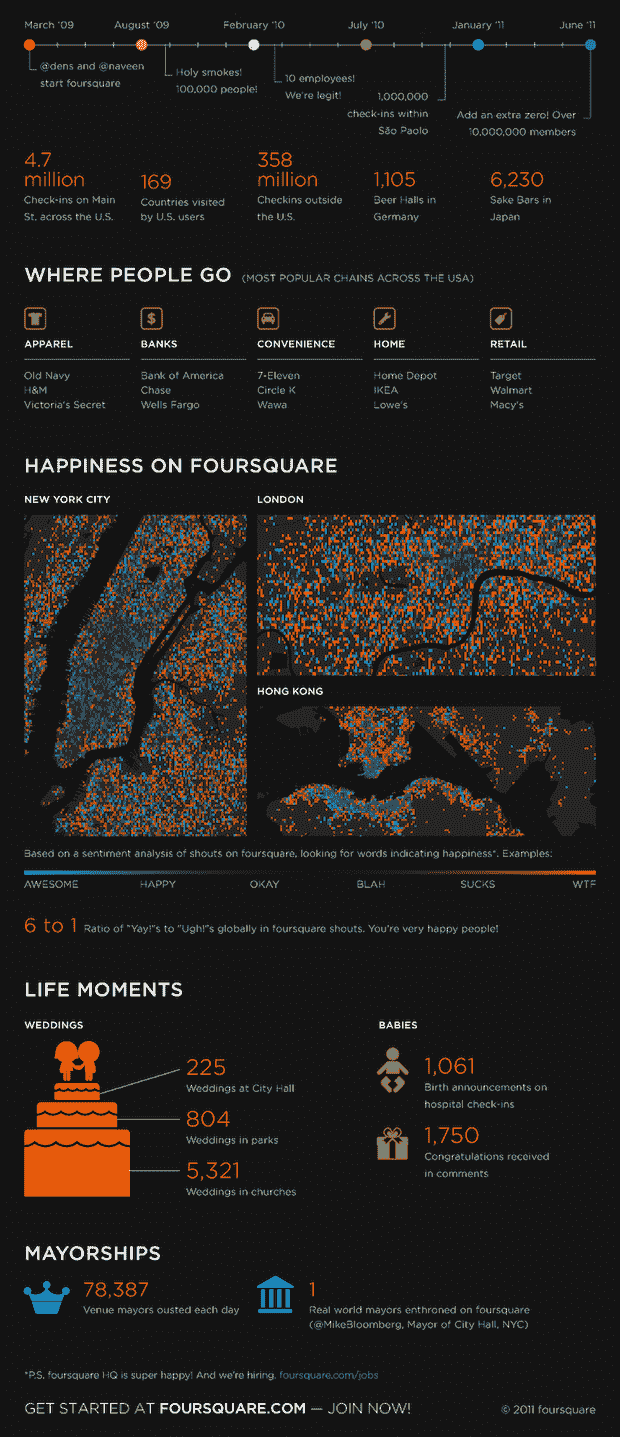 March '09
August '09
February '10
July '10
January '11
June '11
@dens and @naveen
start foursquare
Holy smokes!
100,000 people!
10 employees!
We're legit!
1,000,000
check-ins within
São Paolo
Add an extra zero! Over
10,000,000 members
4.7
million
Check-ins on Main
St. across the U.S.
169
Countries visited
by U.S. users
358
million
Checkins outside
the U.S.
1,105
Beer Halls in
Germany
6,230
Sake Bars in
Japan
WHERE PEOPLE GO (MOST POPULAR CHAINS ACROSS THE USA)
$
APPAREL
Old Navy
H&M
Victoria's Secret
BANKS
Bank of America
Chase
Wells Fargo
CONVENIENCE
7-Eleven
Circle K
Wawa
HOME
Home Depot
IKEA
Lowe's
RETAIL
Target
Walmart
Macy's
HAPPINESS ON FOURSQUARE
NEW YORK CITY
LONDON
HONG KONG
Based on a sentiment analysis of shouts on foursquare, looking for words indicating happiness*. Examples:
AWESOME HAPPY OKAY BLAH SUCKS WTF
6 to 1 Ratio of "Yay!"s to "Ugh!"s globally in foursquare shouts. You're very happy people!
LIFE MOMENTS
WEDDINGS
225
Weddings at City Hall
804
Weddings in parks
5,321
Weddings in churches
BABIES
1,061
Birth announcements on
hospital check-ins
1,750
Congratulations received
in comments
MAYORSHIPS
78,387
Venue mayors ousted each day
1
Real world mayors enthroned on foursquare
(@MikeBloomberg, Mayor of City Hall, NYC)
*P.S. foursquare HQ is super happy! And we're hiring. foursquare.com/jobs
GET STARTED AT FOURSQUARE.COM — JOIN NOW!
© 2011 foursquare